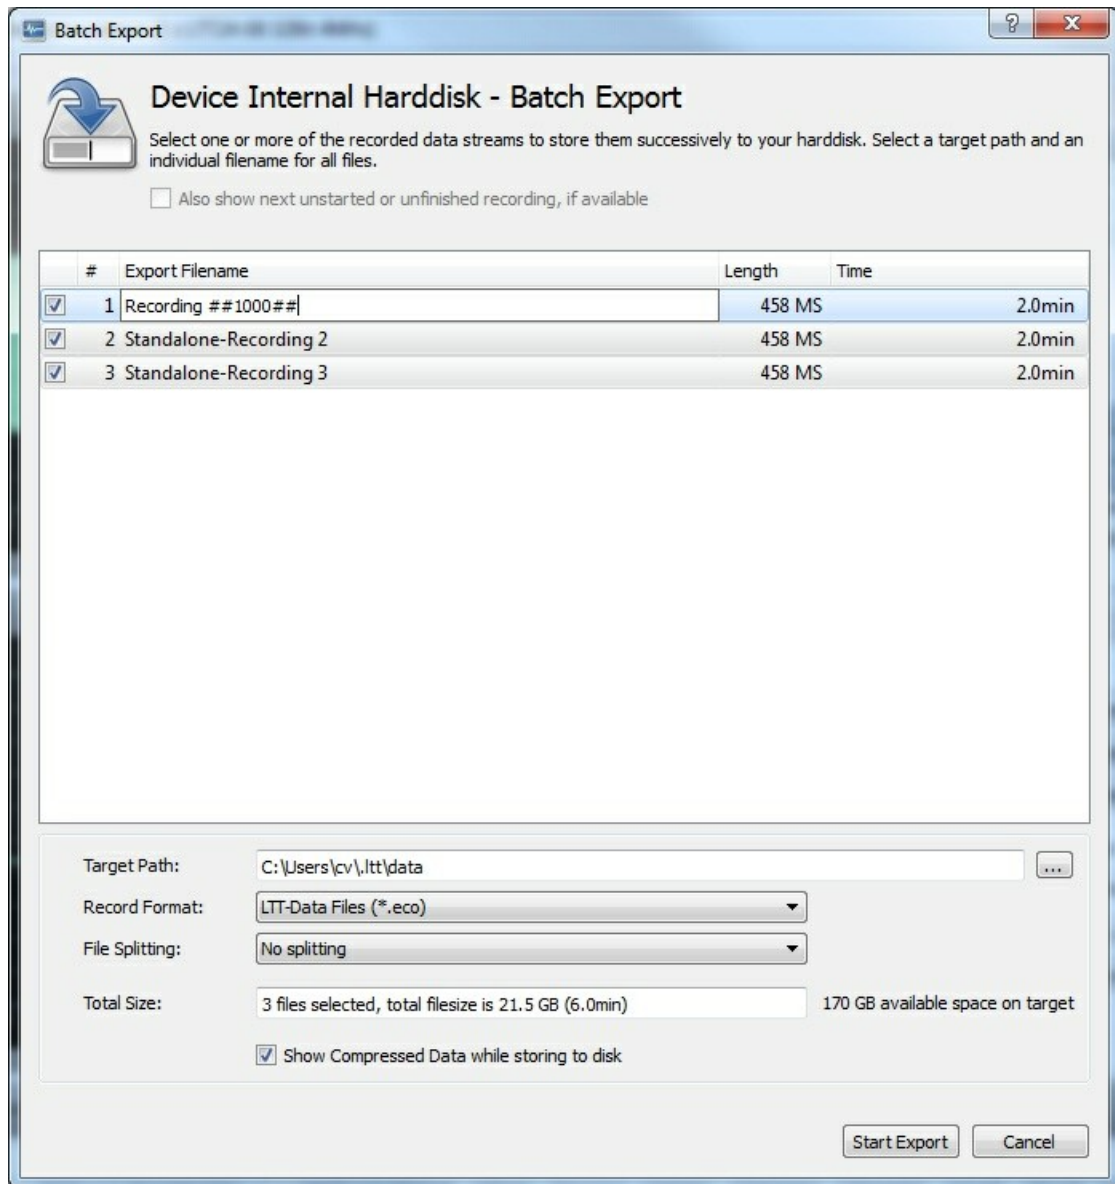 Batch Export
Device Internal Harddisk - Batch Export
Select one or more of the recorded data streams to store them successively to your harddisk. Select a target path and an
individual filename for all files.
Also show next unstarted or unfinished recording, if available
# Export Filename Length Time
1 Recording ##1000## 458 MS 2.0min
2 Standalone-Recording 2 458 MS 2.0min
3 Standalone-Recording 3 458 MS 2.0min
Target Path: C:\Users\cv\.ltt\data ...
Record Format: LTT-Data Files (*.eco)
File Splitting: No splitting
Total Size: 3 files selected, total filesize is 21.5 GB (6.0min) 170 GB available space on target
Show Compressed Data while storing to disk
Start Export Cancel